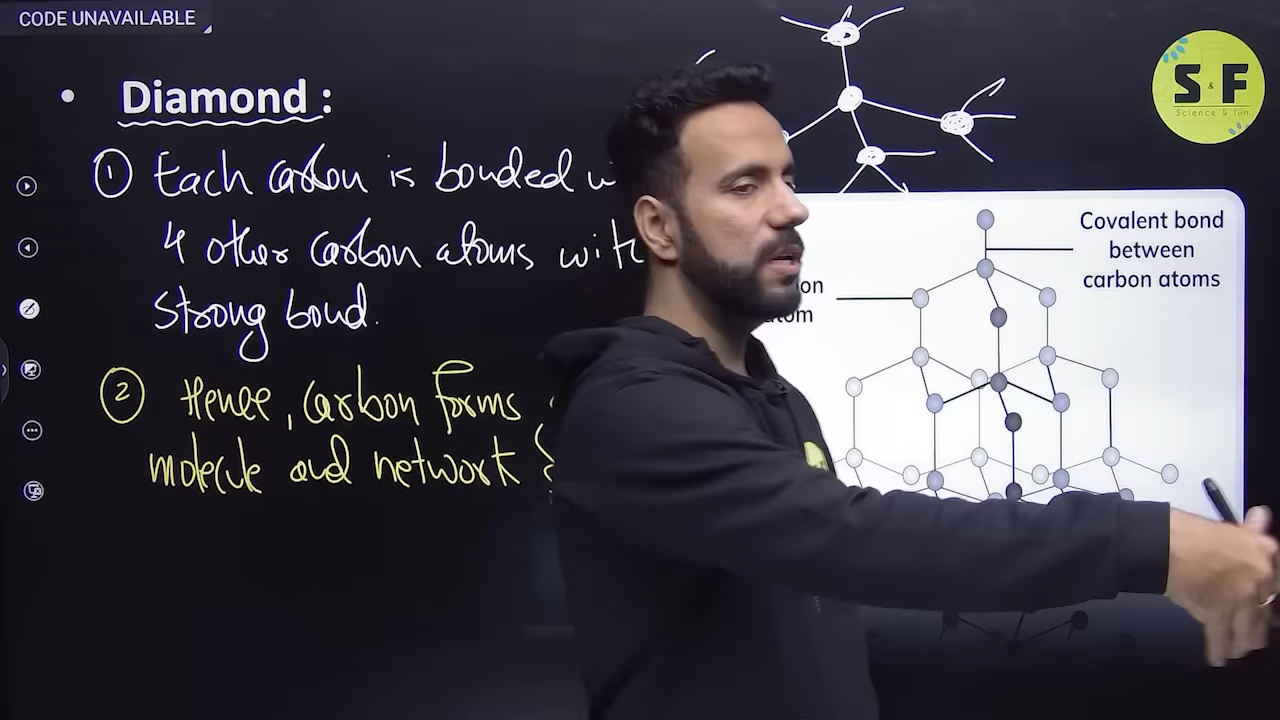 CODE UNAVAILABLE
• Diamond :
① Each carbon is bonded
4 other carbon atoms with
strong bond.
② Hence, carbon forms
molecule and network
Covalent bond
between
carbon atoms
S & F
Science & fun